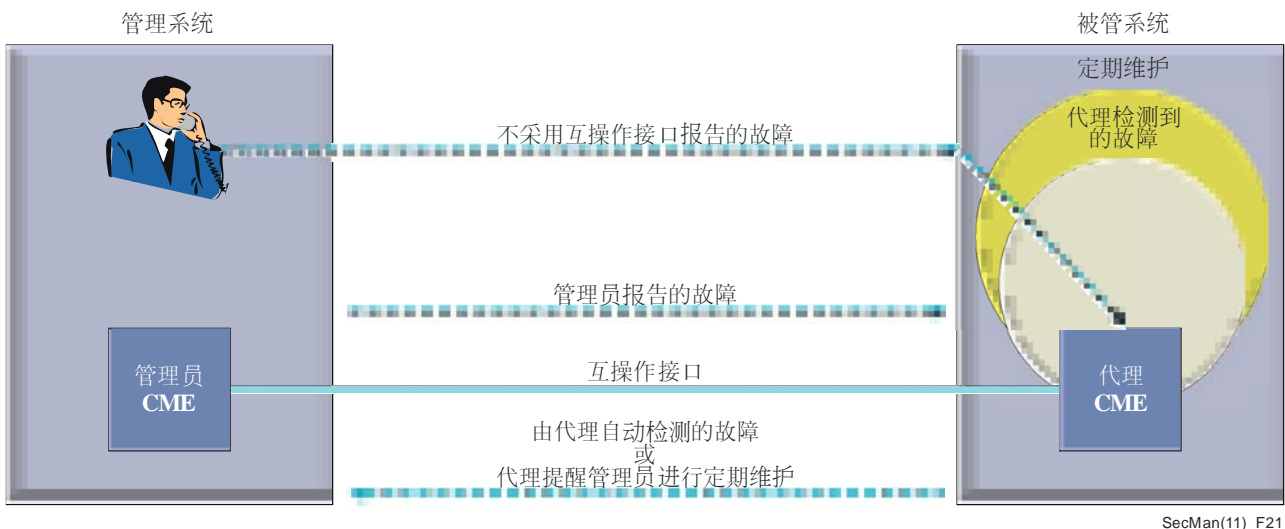 管理系统
被管系统
定期维护
代理检测到
的故障
不采用互操作接口报告的故障
管理员报告的故障
管理员
CME
互操作接口
代理
CME
由代理自动检测的故障
或
代理提醒管理员进行定期维护
SecMan(11)_F21